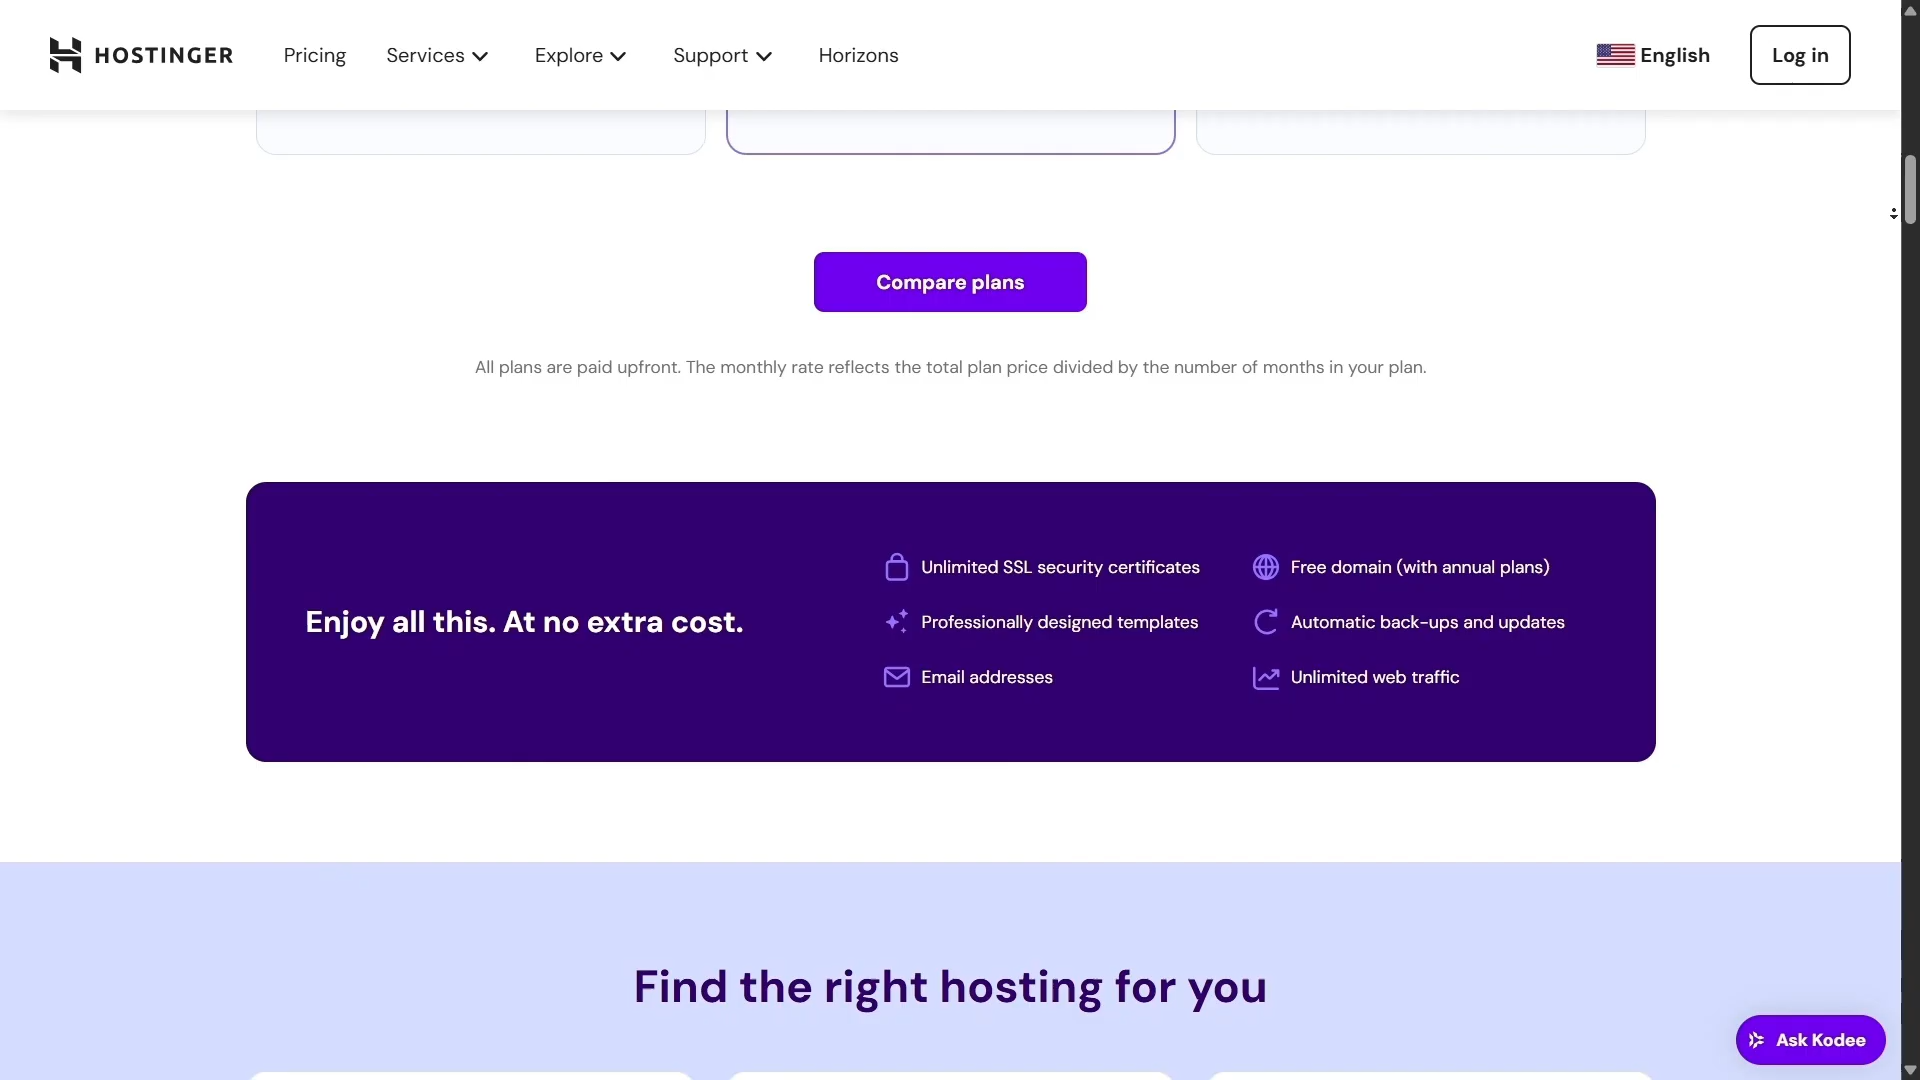 HOSTINGER
Pricing
Services
Explore
Support
Horizons
English
Log in
Compare plans
All plans are paid upfront. The monthly rate reflects the total plan price divided by the number of months in your plan.
Enjoy all this. At no extra cost.
Unlimited SSL security certificates
Free domain (with annual plans)
Professionally designed templates
Automatic back-ups and updates
Email addresses
Unlimited web traffic
Find the right hosting for you
Ask Kodee